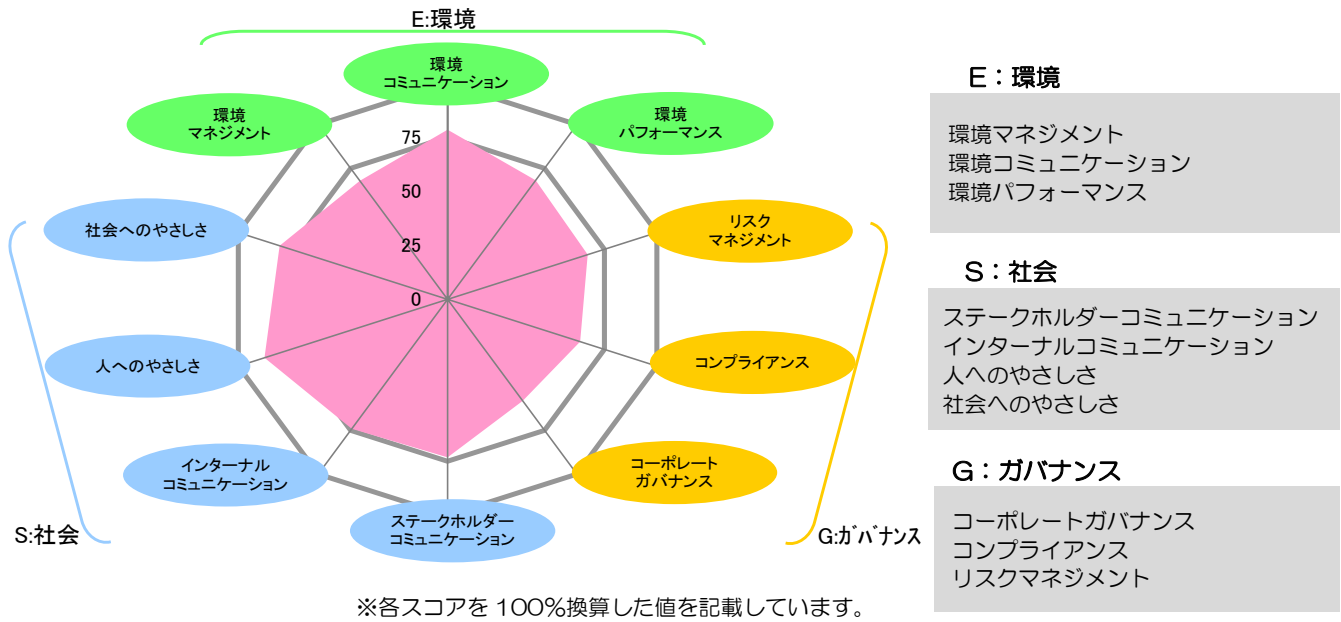 E:環境
環境
コミュニケーション
環境
マネジメント
環境
パフォーマンス
社会へのやさしさ
リスク
マネジメント
人へのやさしさ
コンプライアンス
インターナル
コミュニケーション
コーポレート
ガバナンス
ステークホルダー
コミュニケーション
75
50
25
0
S:社会
G:ガバナンス
※各スコアを 100%換算した値を記載しています。
E：環境
環境マネジメント
環境コミュニケーション
環境パフォーマンス
S：社会
ステークホルダーコミュニケーション
インターナルコミュニケーション
人へのやさしさ
社会へのやさしさ
G：ガバナンス
コーポレートガバナンス
コンプライアンス
リスクマネジメント